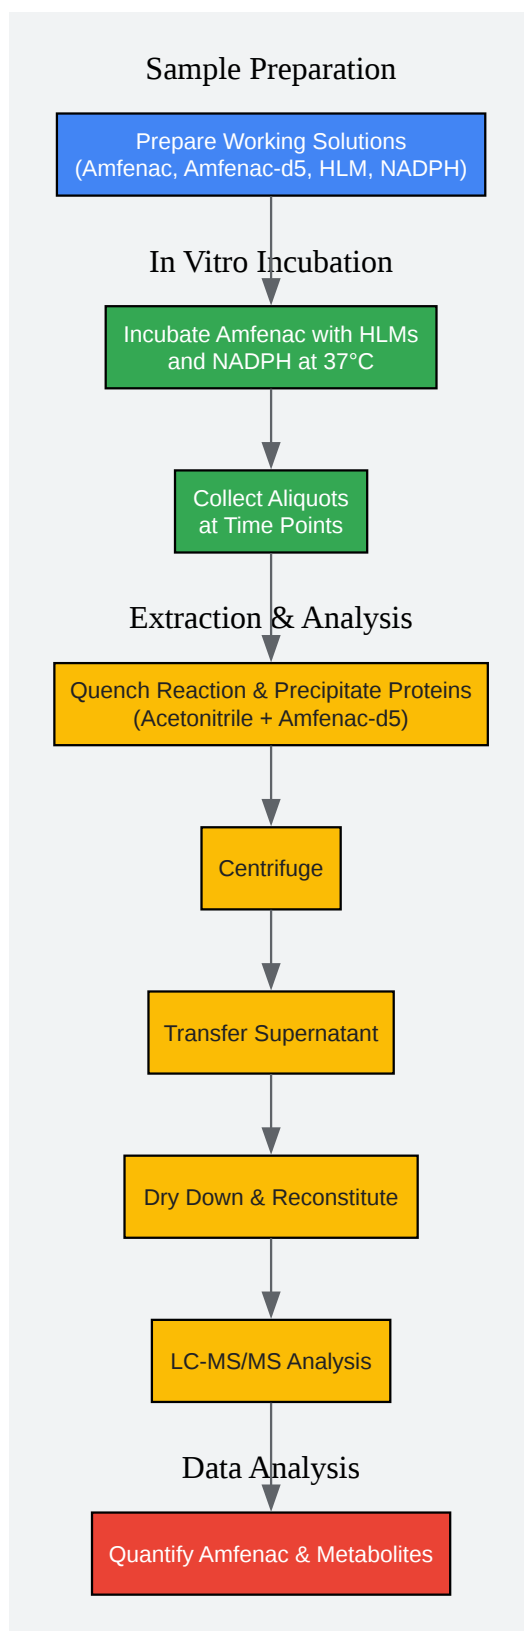 Sample Preparation
Prepare Working Solutions
(Amfenac, Amfenac-d5, HLM, NADPH)
In Vitro Incubation
Incubate Amfenac with HLMs
and NADPH at 37°C
Collect Aliquots
at Time Points
Extraction & Analysis
Quench Reaction & Precipitate Proteins
(Acetonitrile + Amfenac-d5)
Centrifuge
Transfer Supernatant
Dry Down & Reconstitute
LC-MS/MS Analysis
Data Analysis
Quantify Amfenac & Metabolites